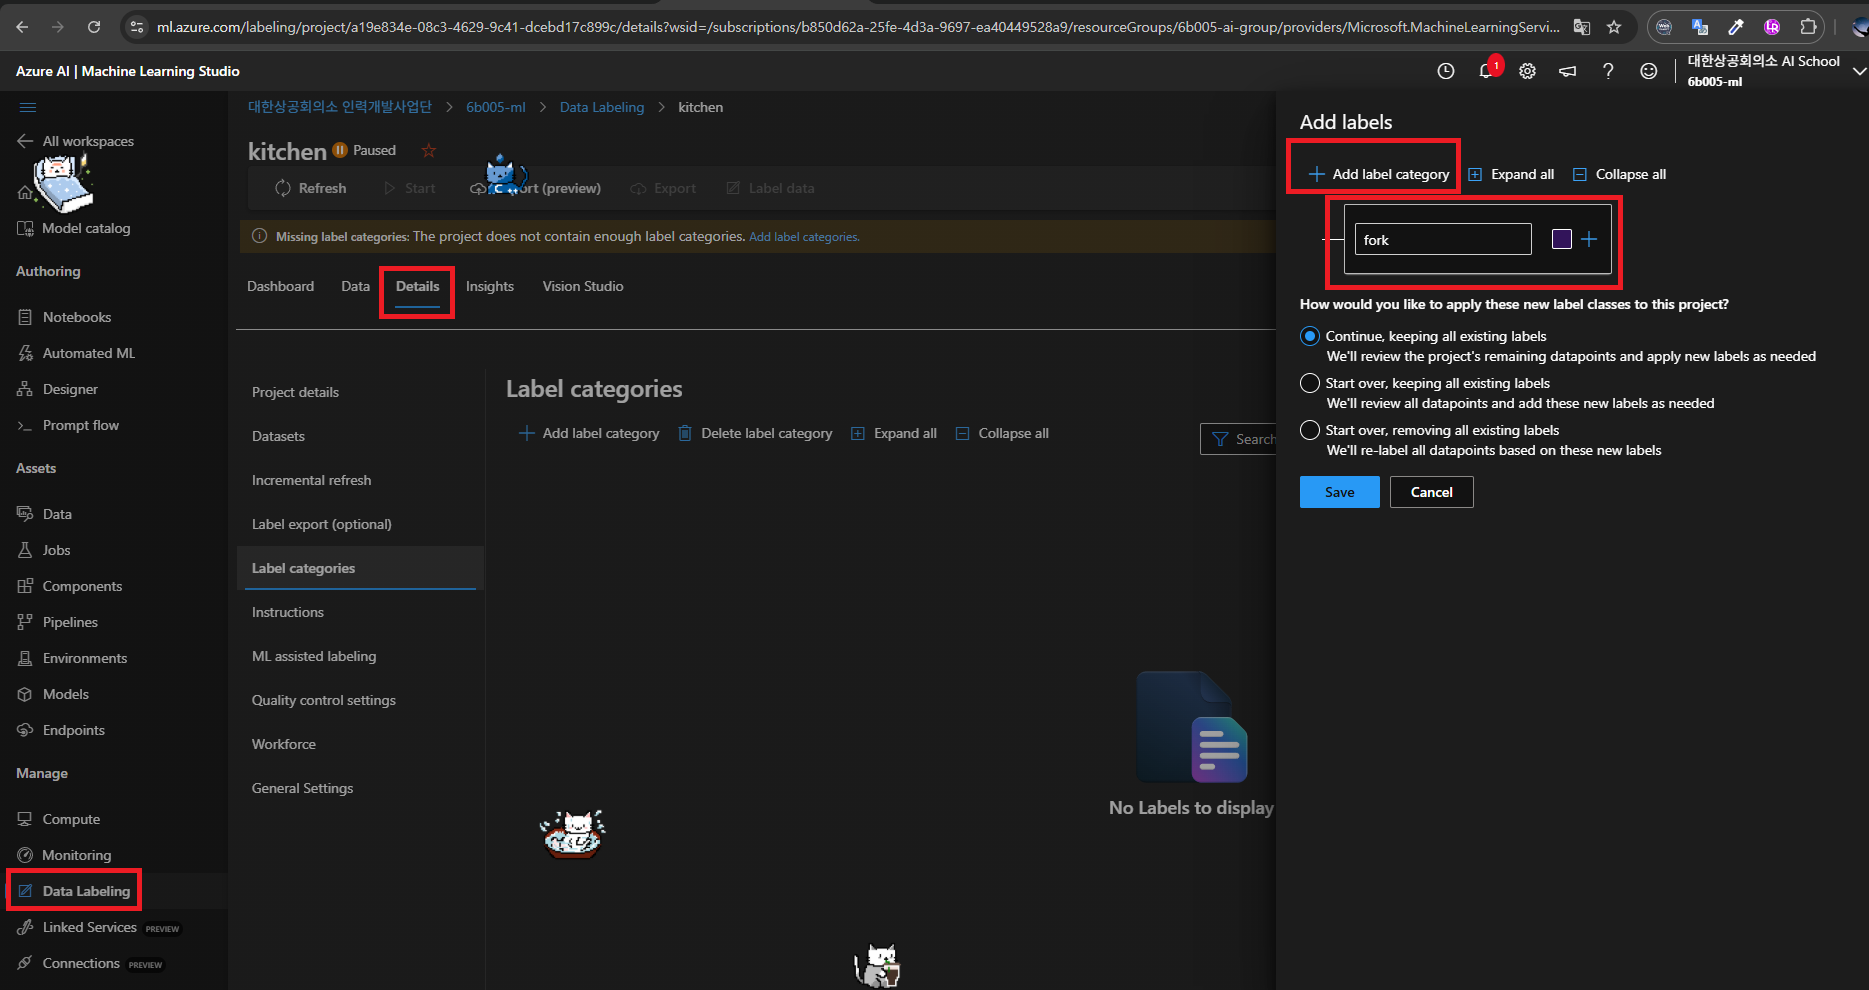 ml.azure.com/labeling/project/a19e834e-08c3-4629-9c41-dcebd17c899c/details?wsid=/subscriptions/b850d62a-25fe-4d3a-9697-ea40449528a9/resourceGroups/6b005-ai-group/providers/Microsoft.MachineLearningServi...
Azure AI | Machine Learning Studio
1
대한상공회의소 AI School
6b005-ml
All workspaces
Model catalog
Authoring
Notebooks
Automated ML
Designer
Prompt flow
Assets
Data
Jobs
Components
Pipelines
Environments
Models
Endpoints
Manage
Compute
Monitoring
Data Labeling
Linked Services PREVIEW
Connections PREVIEW
대한상공회의소 인력개발사업단 > 6b005-ml > Data Labeling > kitchen
kitchen Paused
Refresh Start (preview) Export Label data
Missing label categories: The project does not contain enough label categories. Add label categories.
Dashboard Data Details Insights Vision Studio
Project details
Datasets
Incremental refresh
Label export (optional)
Label categories
Instructions
ML assisted labeling
Quality control settings
Workforce
General Settings
Label categories
Add label category Delete label category Expand all Collapse all
Search
No Labels to display
Add labels
Add label category Expand all Collapse all
fork
How would you like to apply these new label classes to this project?
Continue, keeping all existing labels
We'll review the project's remaining datapoints and apply new labels as needed
Start over, keeping all existing labels
We'll review all datapoints and add these new labels as needed
Start over, removing all existing labels
We'll re-label all datapoints based on these new labels
Save Cancel